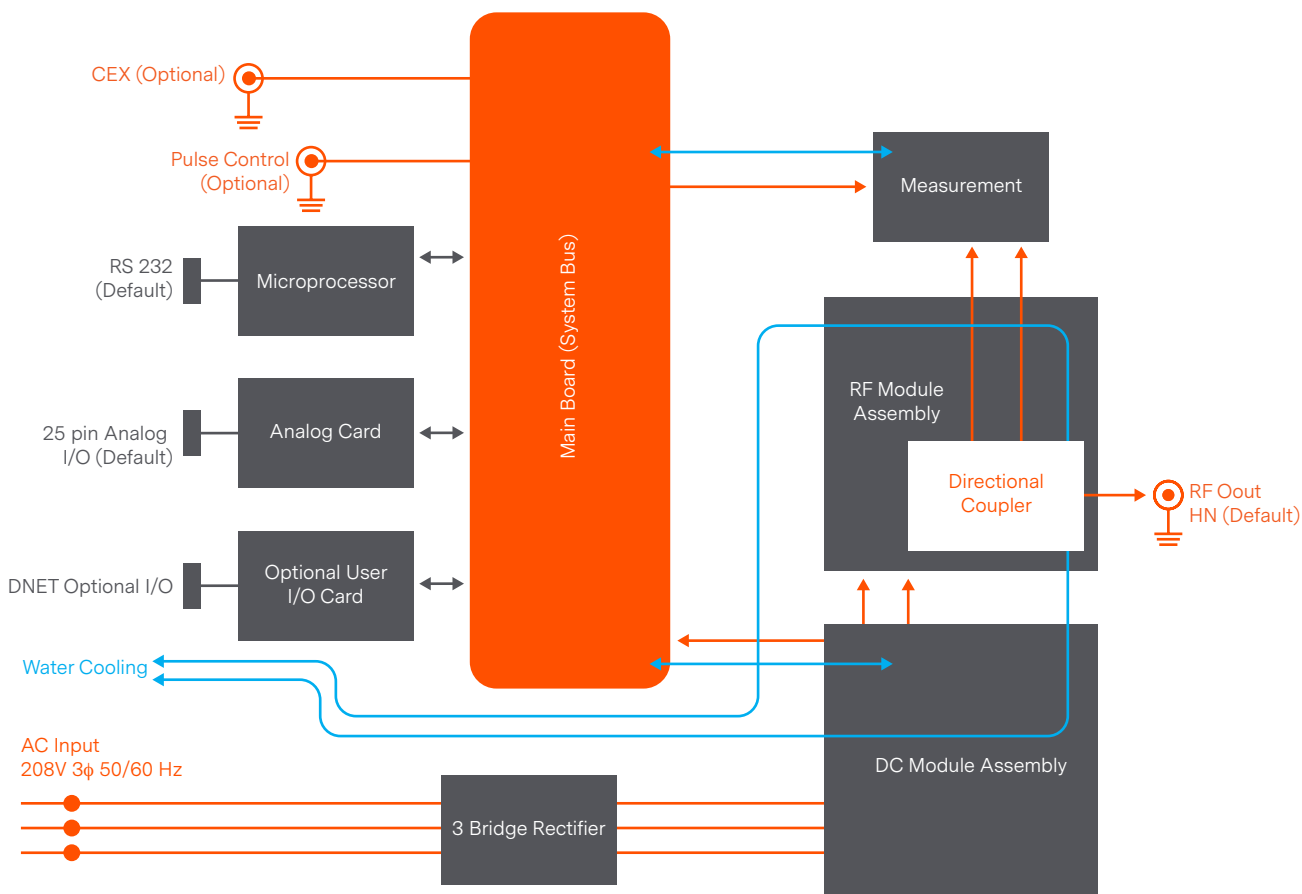 CEX (Optional)
Pulse Control
(Optional)
RS 232
(Default)
Microprocessor
25 pin Analog
I/O (Default)
Analog Card
DNET Optional I/O
Optional User
I/O Card
Water Cooling
AC Input
208V 3ϕ 50/60 Hz
3 Bridge Rectifier
Main Board (System Bus)
Measurement
RF Module
Assembly
Directional
Coupler
RF Oout
HN (Default)
DC Module Assembly